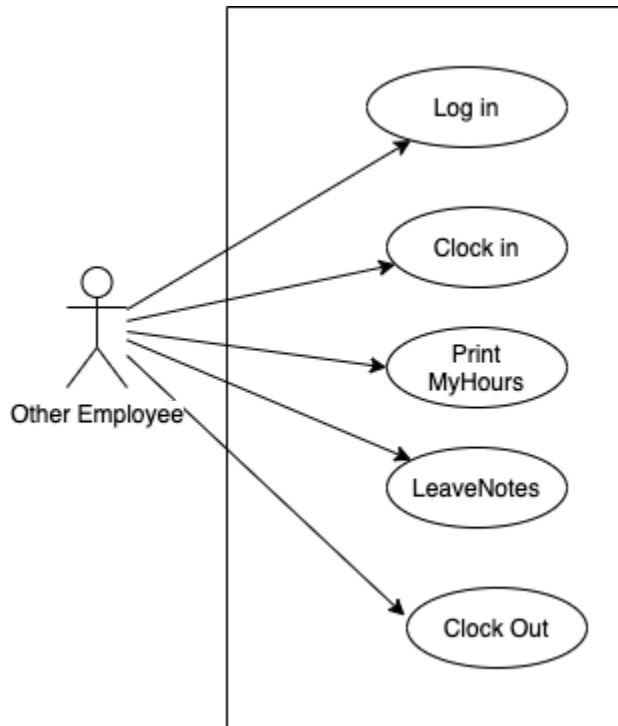 Log in
Clock in
Print
MyHours
Other Employee
LeaveNotes
Clock Out